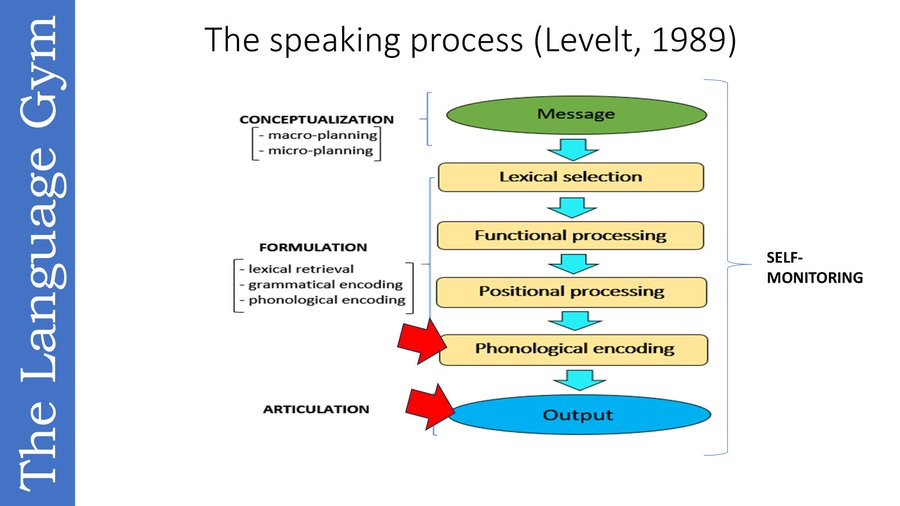 The Language Gym
The speaking process (Levelt, 1989)
CONCEPTUALIZATION
- macro-planning
- micro-planning
Message
Lexical selection
Functional processing
FORMULATION
- lexical retrieval
- grammatical encoding
- phonological encoding
Positional processing
Phonological encoding
ARTICULATION
Output
SELF-
MONITORING